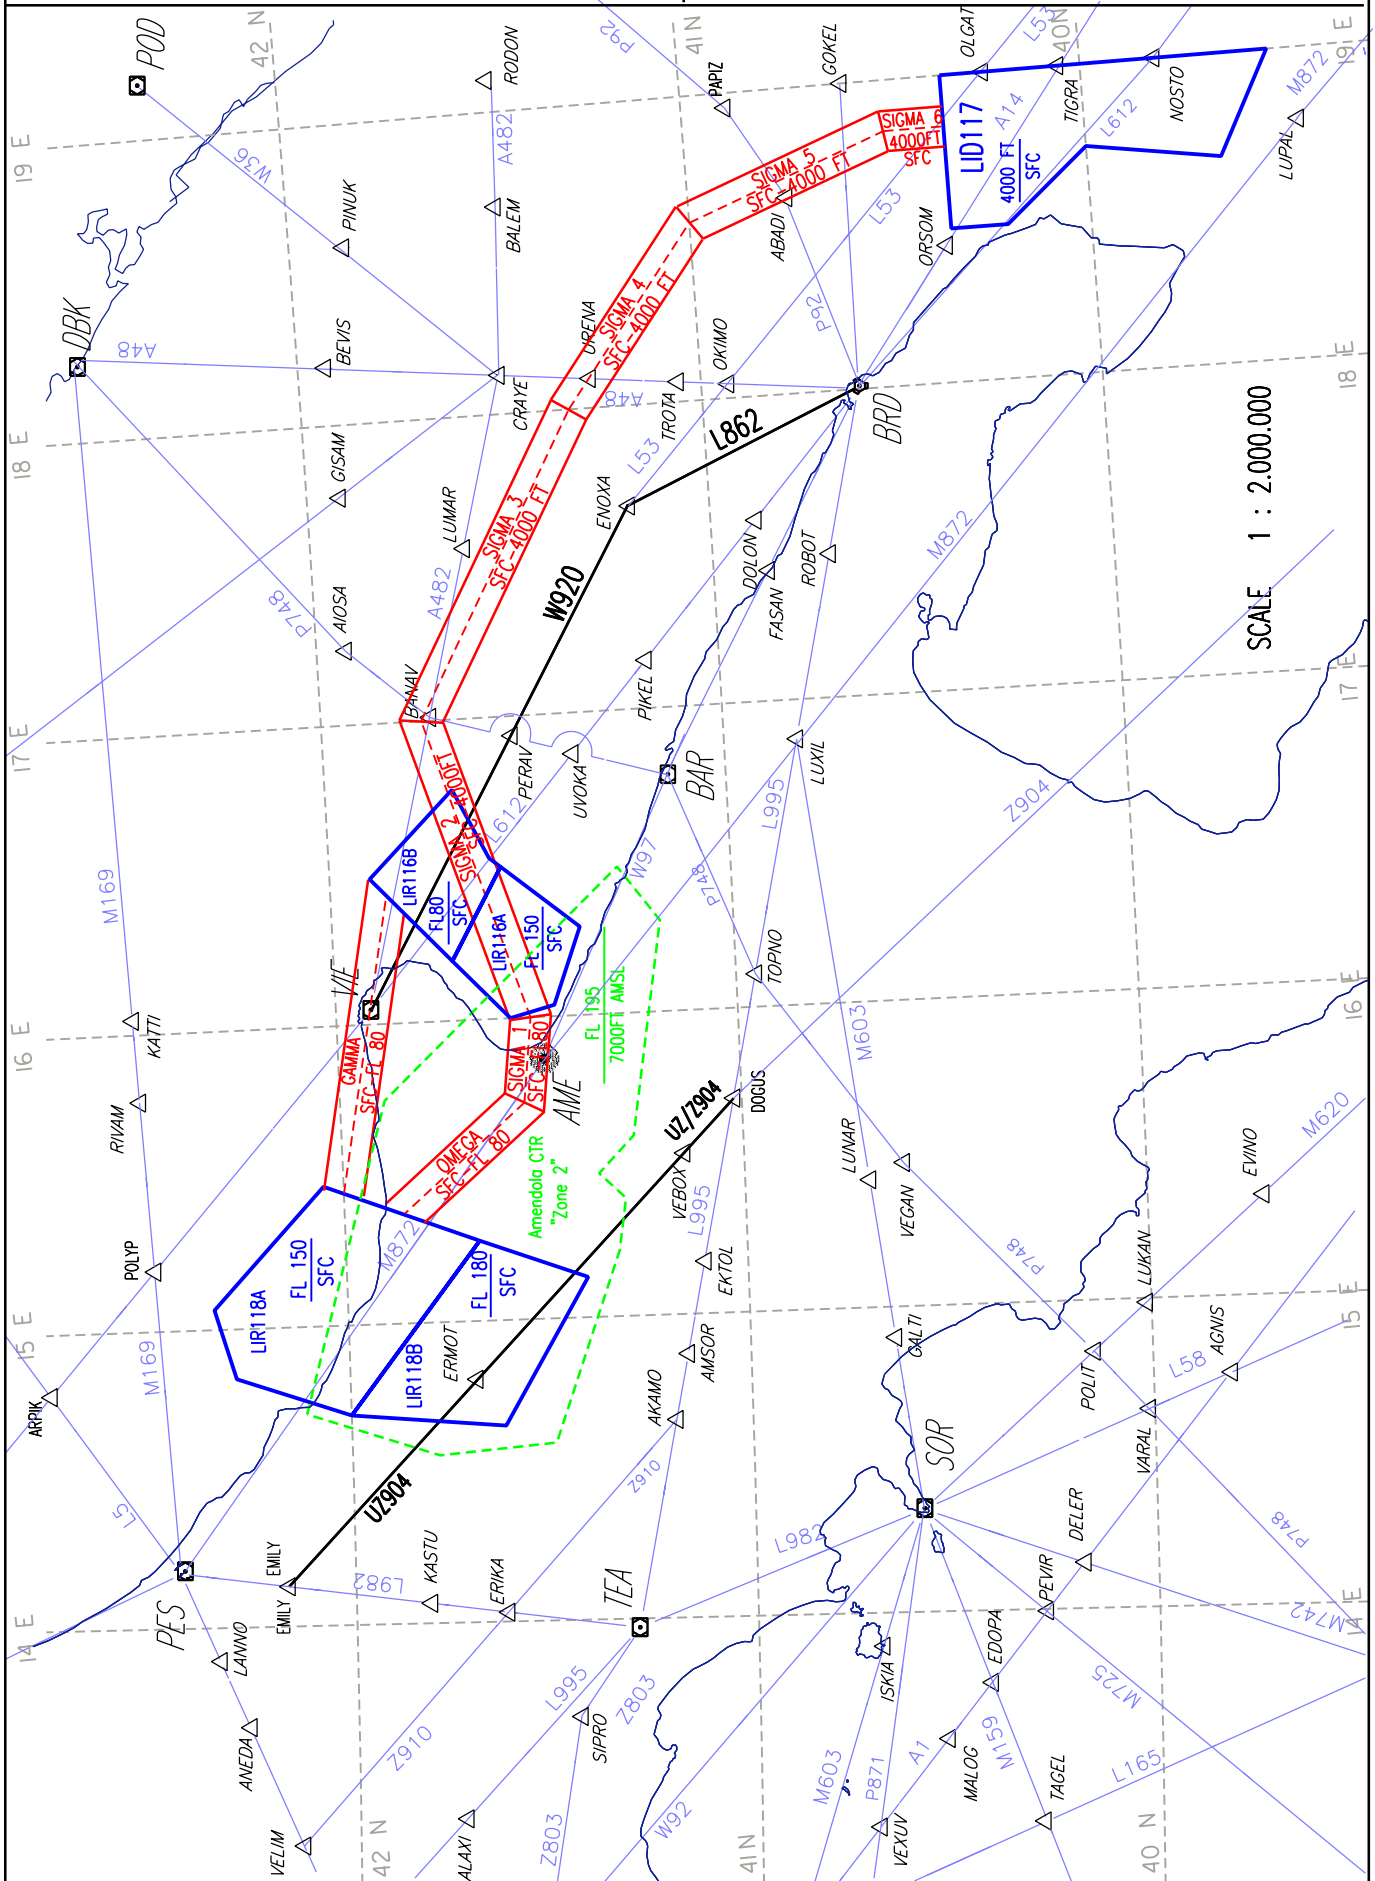 POD
42 N
P92
41 N
OLGAT
L53
40N
19 E
RODON
GOKEL
PAPIZ
TIGRA
NOSTO
M872
LUPAL
19 E
W36
A482
A14
L612
SIGMA 6
4000FT
SFC
LID117
4000 FT
SFC
PINUK
BALEM
SIGMA 5
SFC-4000 FT
ABADI
L53
ORSOM
DBK
A48
BEVIS
CRAYE
URENA
SIGMA 4
SFC-4000 FT
A48
TROTA
OKIMO
P92
BRD
18 E
18 E
GISAM
LUMAR
SIGMA 3
SFC-4000 FT
ENOXA
L53
L862
DOLON
FASAN
ROBOT
M872
SCALE 1 : 2.000.000
P748
AIOSA
A482
W920
BANAV
PIKEL
17 E
17 E
PERAV
UVOKA
BAR
LUXIL
L995
Z904
SIGMA 2
SFC-4000FT
L612
M169
LIR116B
FL80
SFC
LIR116A
FL 150
SFC
W97
P748
TOPNO
VIF
KATTI
RIVAM
16 E
16 E
GAMMA
SFC-FL 80
SIGMA 1
SFC-FL 80
AME
FL 195
7000FT AMSL
M603
DOGUS
UZ/Z904
VEBOX
LUNAR
VEGAN
EVINO
M620
OMEGA
SFC-FL 80
Amendola CTR
"Zone 2"
L995
EKTOL
POLYP
M872
P748
LUKAN
LIR118A
FL 150
SFC
FL 180
SFC
LIR118B
ERMOT
15 E
15 E
M169
ARPIK
AMSOR
AKAMO
GALTI
POLIT
AGNIS
L58
VARAL
L5
UZ904
Z910
SOR
L982
DELER
P748
PES
EMILY
EMILY
L982
KASTU
ERIKA
TEA
PEVIR
M742
14 E
14 E
LANNO
ANEDA
VELIM
Z910
L995
SIPRO
Z803
Z803
ISKIA
EDOPA
M725
MALOG
M159
TAGEL
L165
A1
P871
M603
VEXUV
W92
ALAXI
42 N
41N
40 N